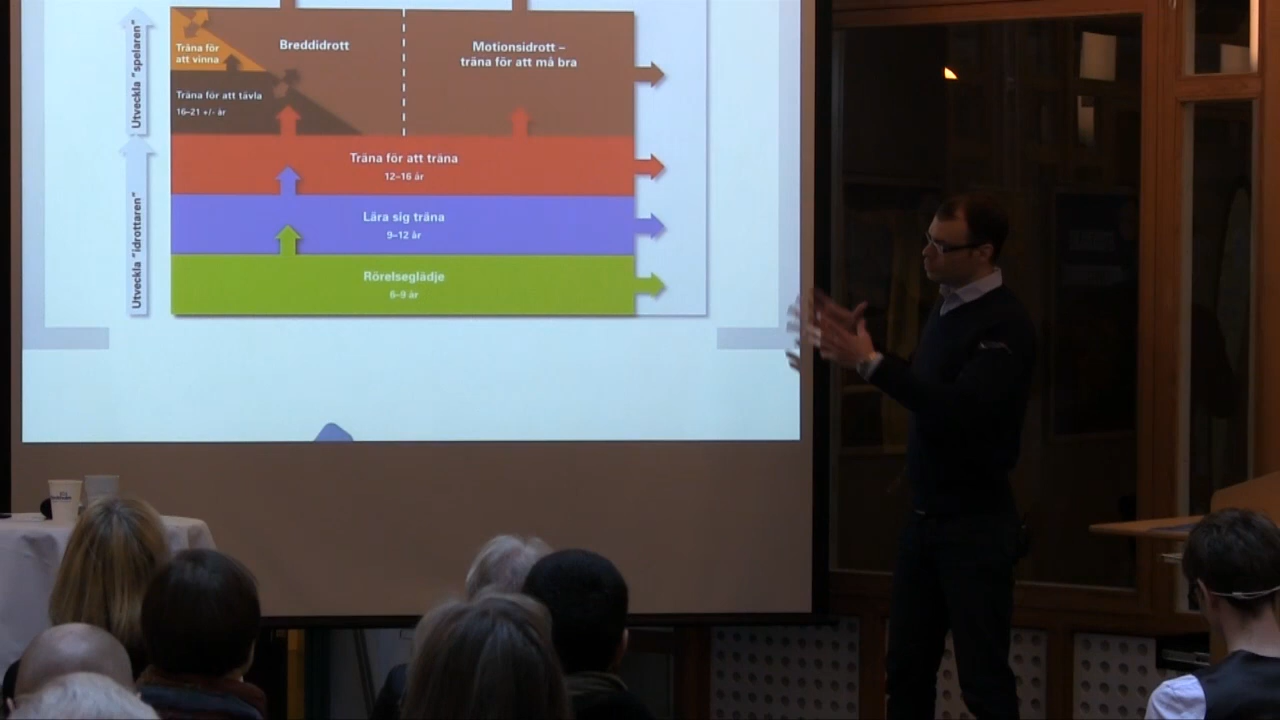 Utveckla "spelaren"
Träna för
att vinna
Breddidrott
Motionsidrott –
träna för att må bra
Träna för att tävla
16–21 +/- år
Träna för att träna
12–16 år
Utveckla "idrottaren"
Lära sig träna
9–12 år
Rörelseglädje
6–9 år